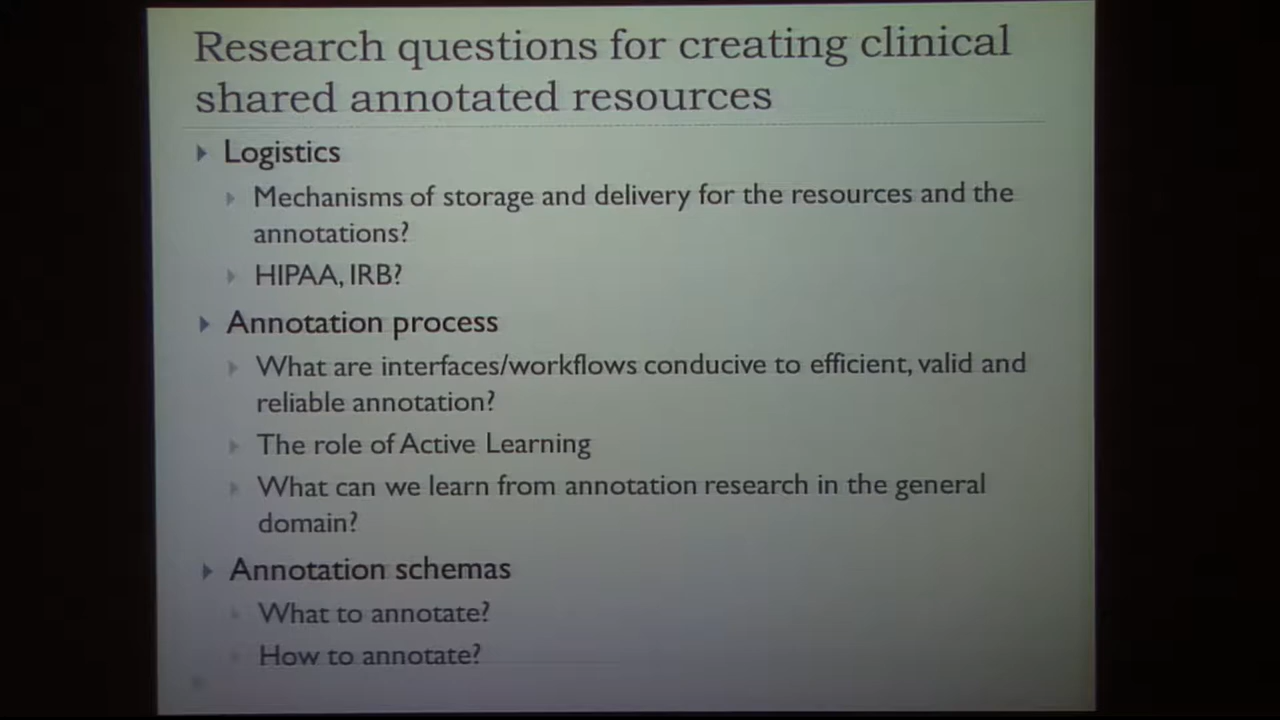 Research questions for creating clinical
shared annotated resources
Logistics
Mechanisms of storage and delivery for the resources and the
annotations?
HIPAA, IRB?
Annotation process
What are interfaces/workflows conducive to efficient, valid and
reliable annotation?
The role of Active Learning
What can we learn from annotation research in the general
domain?
Annotation schemas
What to annotate?
How to annotate?